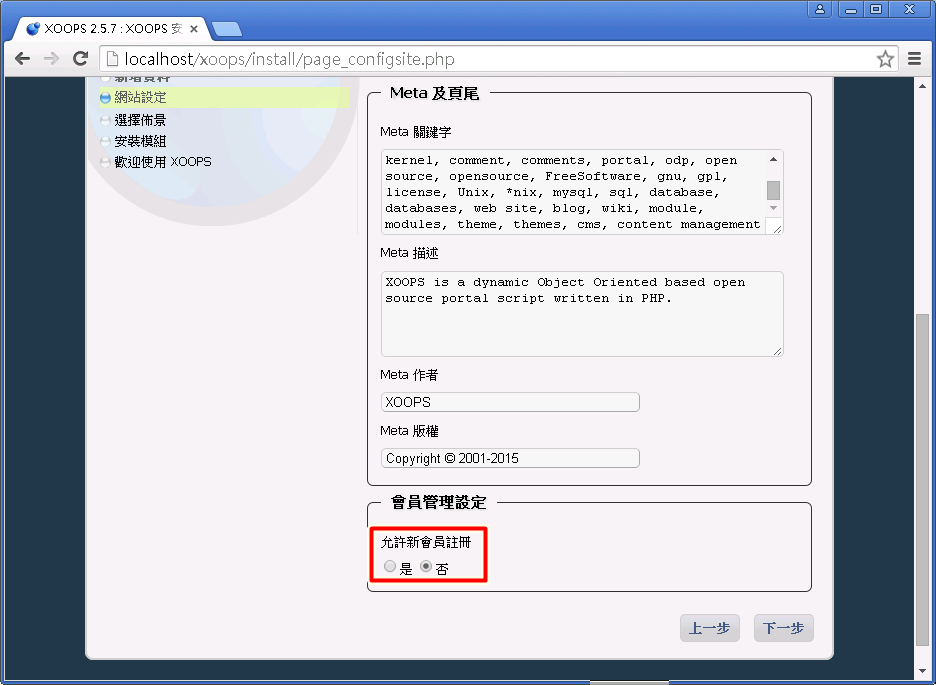 XOOPS 2.5.7 : XOOPS 安
localhost/xoops/install/page_configsite.php
新增資料
網站設定
選擇佈景
安裝模組
歡迎使用 XOOPS
Meta 及頁尾
Meta 關鍵字
kernel, comment, comments, portal, odp, open
source, opensource, FreeSoftware, gnu, gpl,
license, Unix, *nix, mysql, sql, database,
databases, web site, blog, wiki, module,
modules, theme, themes, cms, content management
Meta 描述
XOOPS is a dynamic Object Oriented based open
source portal script written in PHP.
Meta 作者
XOOPS
Meta 版權
Copyright © 2001-2015
會員管理設定
允許新會員註冊
是 否
上一步 下一步